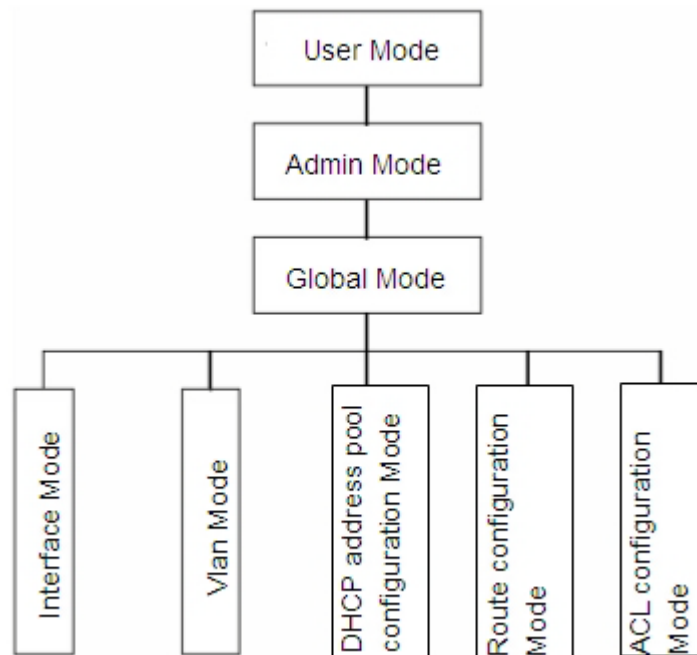 User Mode
Admin Mode
Global Mode
Interface Mode
Vlan Mode
DHCP address pool
configuration Mode
Route configuration
Mode
ACL configuration
Mode